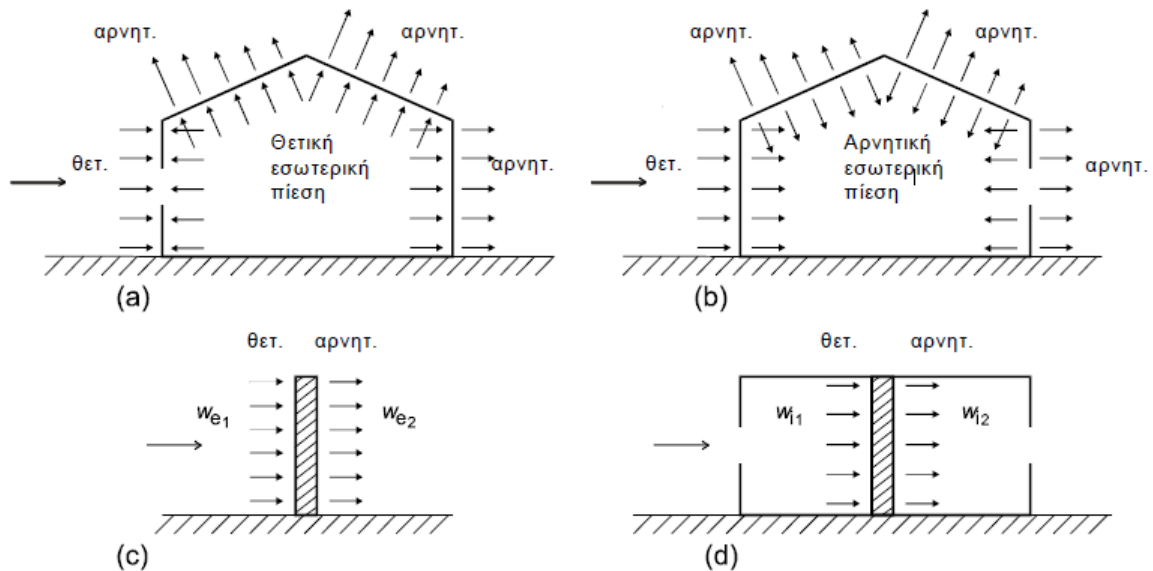 αρνητ.
αρνητ.
θετ.
Θετική
εσωτερική
πίεση
αρνητ.
(a)
αρνητ.
θετ.
Αρνητική
εσωτερική
πίεση
αρνητ.
(b)
θετ. αρνητ.
we1
we2
(c)
θετ. αρνητ.
wi1
wi2
(d)